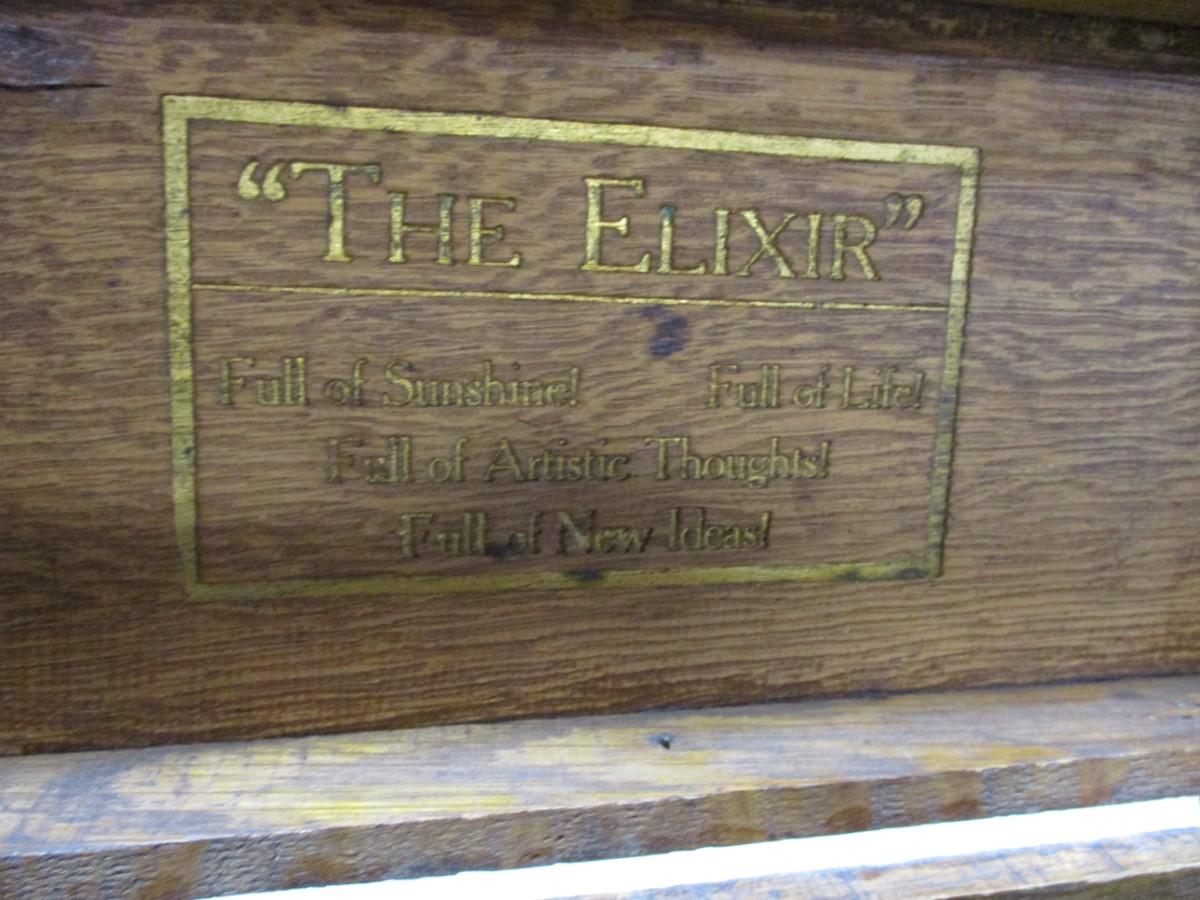 “THE ELIXIR”
Full of Sunshine! Full of Life!
Full of Artistic Thoughts!
Full of New Ideas!